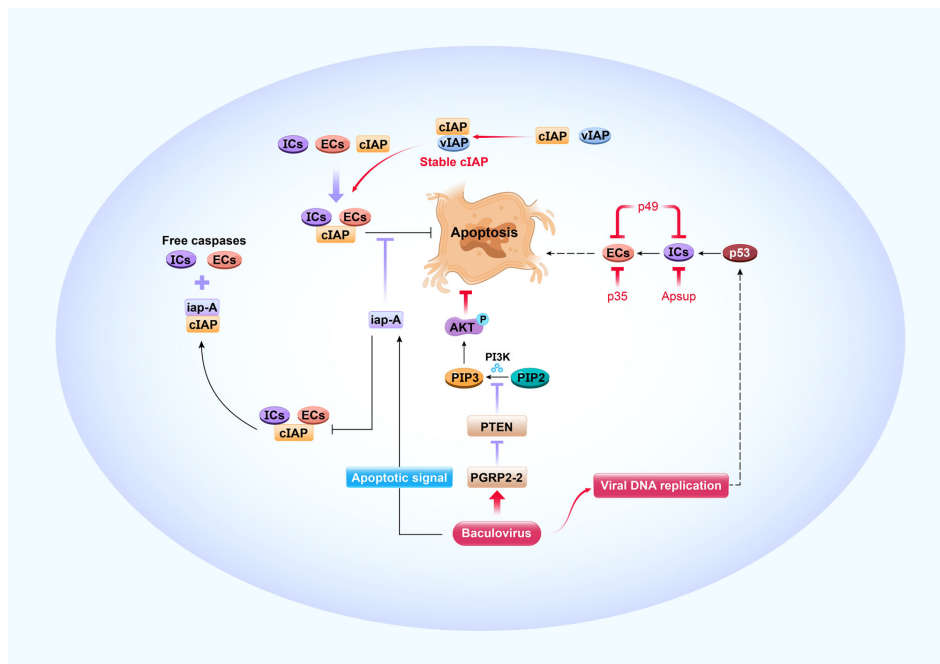 cIAP
vIAP
Stable cIAP
cIAP
vIAP
ICs
ECs
cIAP
ICs
ECs
cIAP
Apoptosis
p49
ECs
ICs
p53
p35
Apsup
Free caspases
ICs
ECs
iap-A
cIAP
iap-A
AKT
P
PI3K
PIP3
PIP2
ICs
ECs
cIAP
PTEN
Apoptotic signal
PGRP2-2
Viral DNA replication
Baculovirus